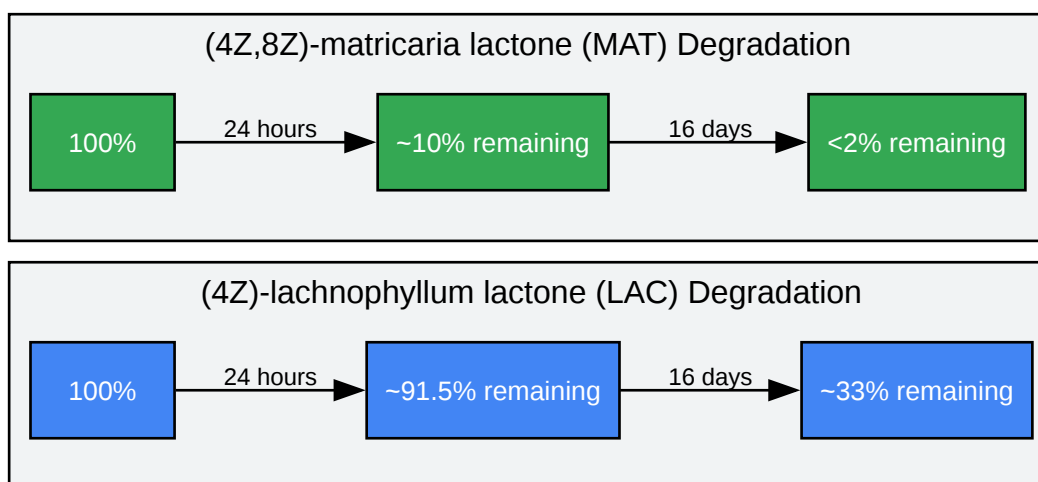 (4Z,8Z)-matricaria lactone (MAT) Degradation
100%
24 hours
~10% remaining
16 days
<2% remaining
(4Z)-lachnophyllum lactone (LAC) Degradation
100%
24 hours
~91.5% remaining
16 days
~33% remaining